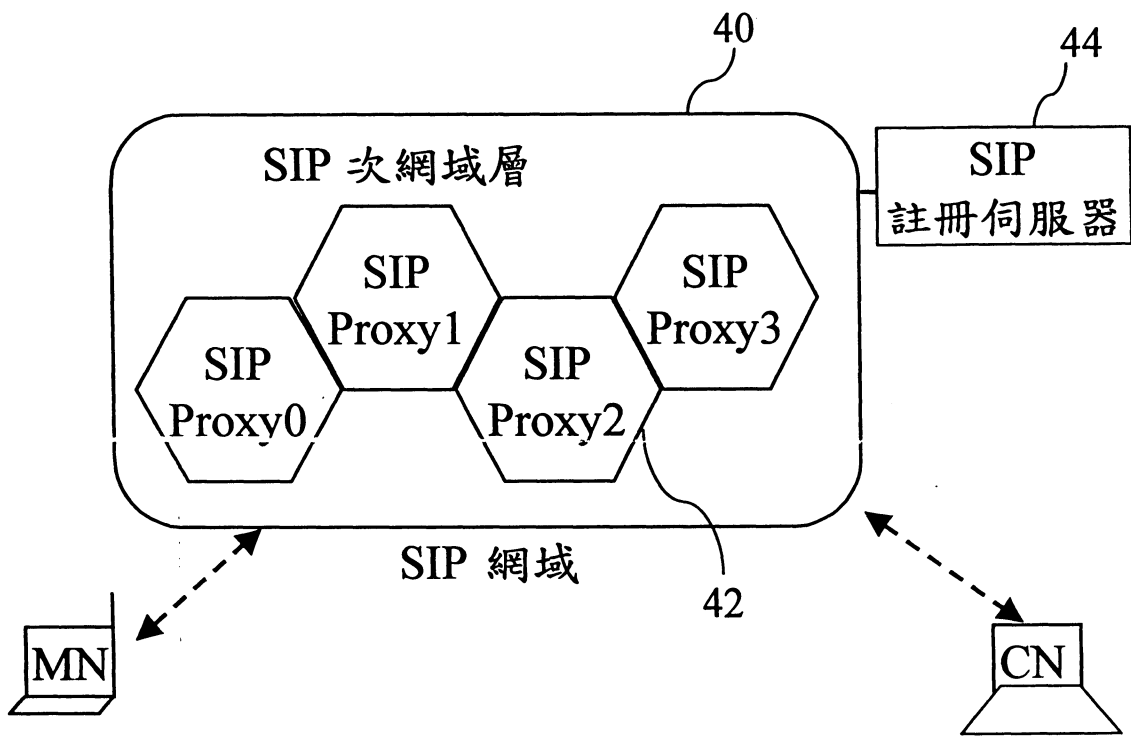 40
44
SIP 次網域層
SIP
註冊伺服器
SIP
Proxy1
SIP
Proxy3
SIP
Proxy0
SIP
Proxy2
SIP 網域
42
MN
CN